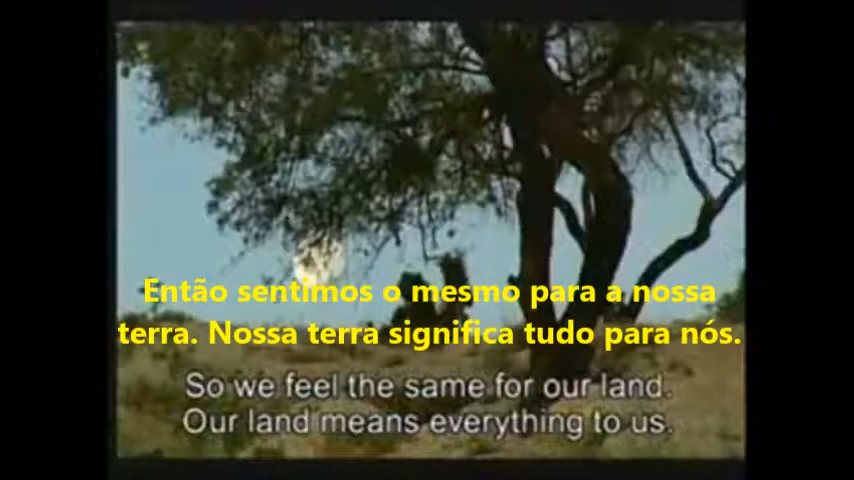 Então sentimos o mesmo para a nossa
terra. Nossa terra significa tudo para nós.
So we feel the same for our land.
Our land means everything to us.